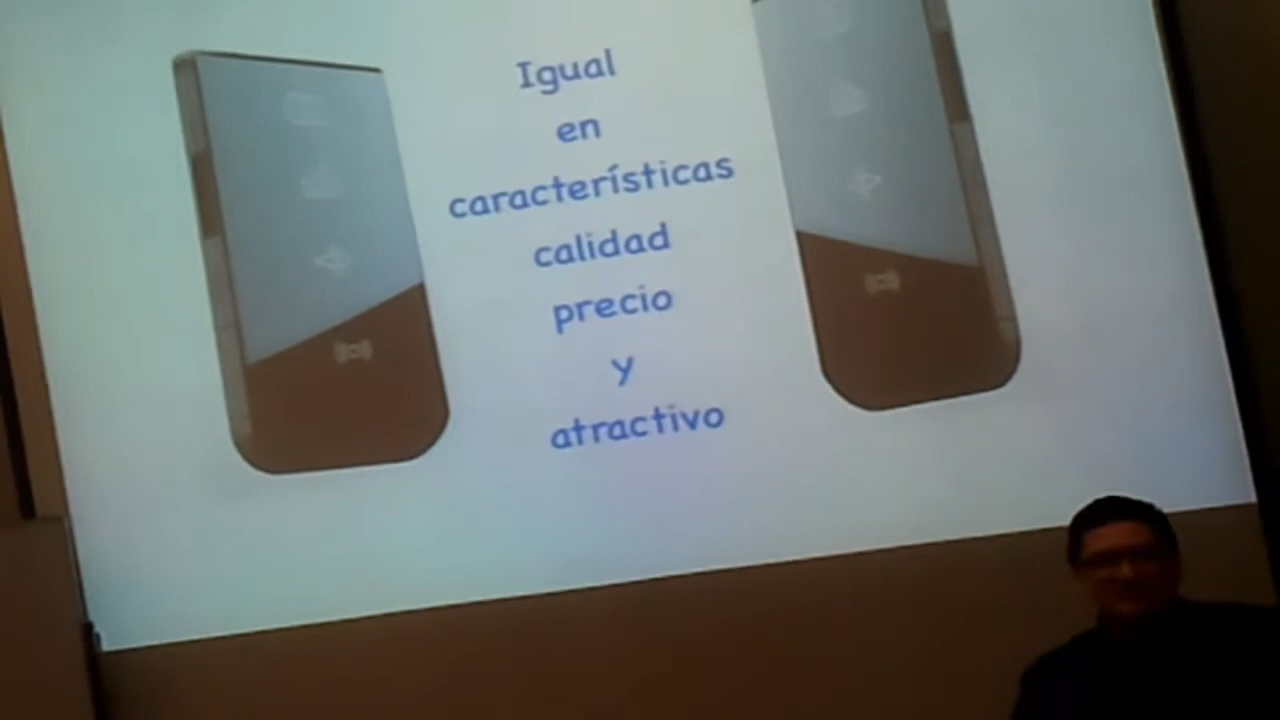 Igual
en
características
calidad
precio
y
atractivo